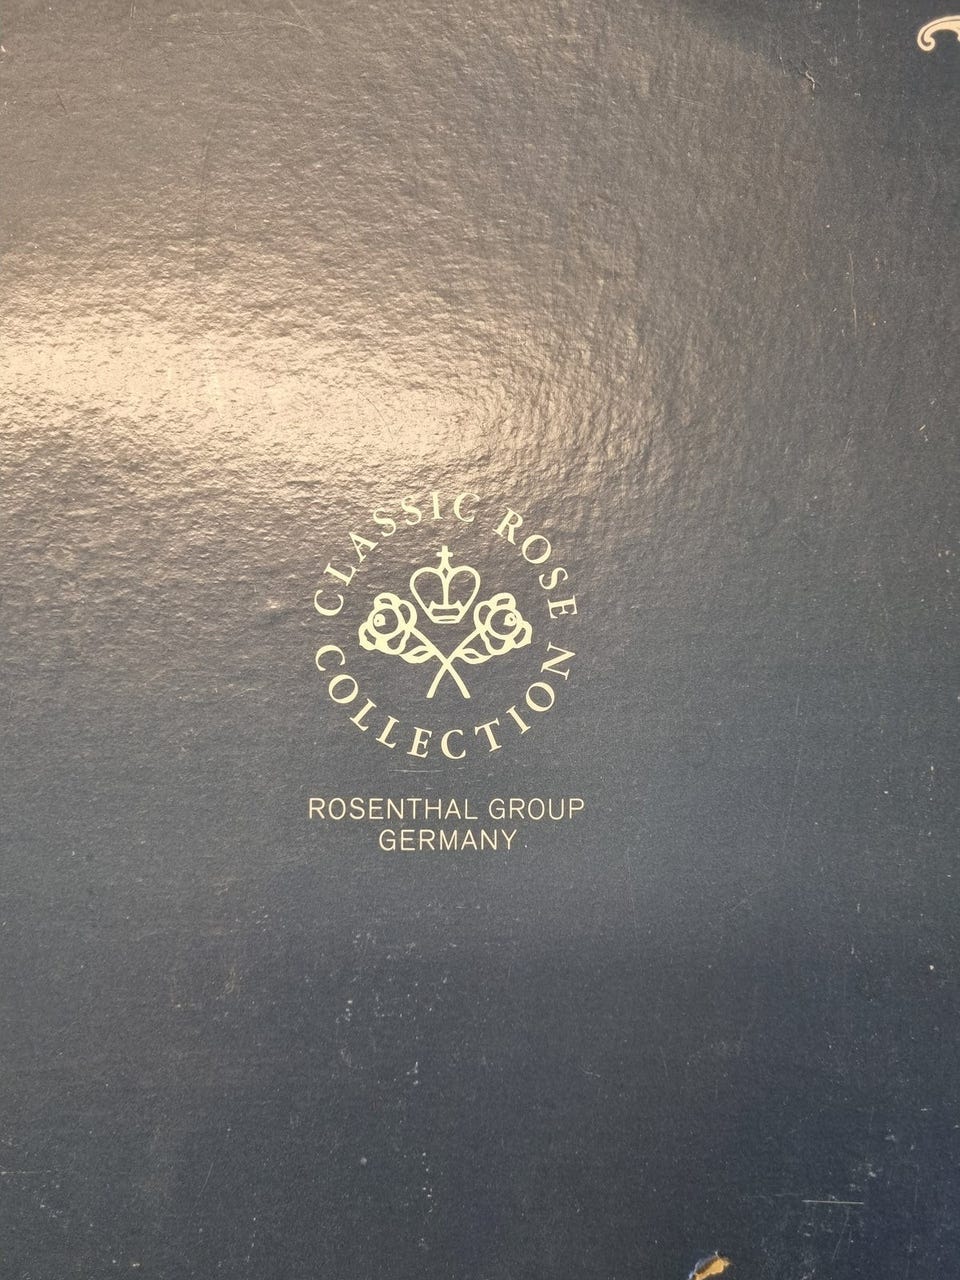 CLASSIC ROSE
COLLECTION
ROSENTHAL GROUP
GERMANY